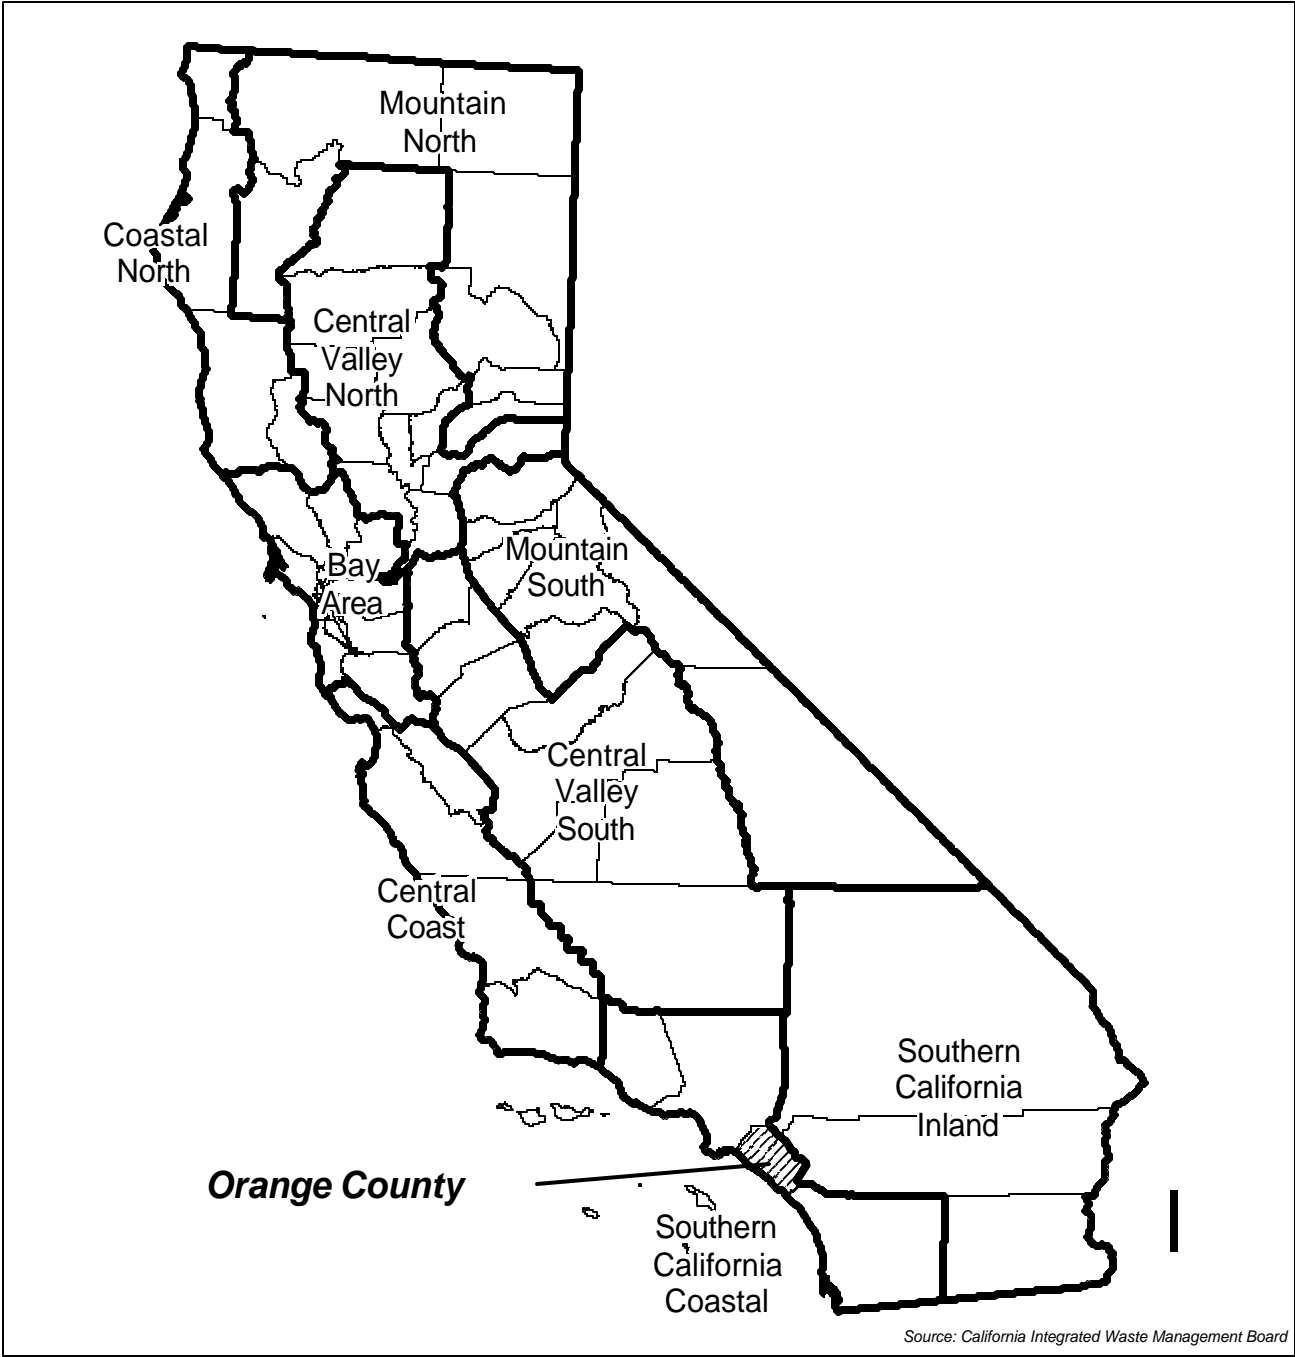 Mountain
North
Coastal
North
Central
Valley
North
Bay
Area
Mountain
South
Central
Valley
South
Central
Coast
Southern
California
Inland
Orange County
Southern
California
Coastal
Source: California Integrated Waste Management Board